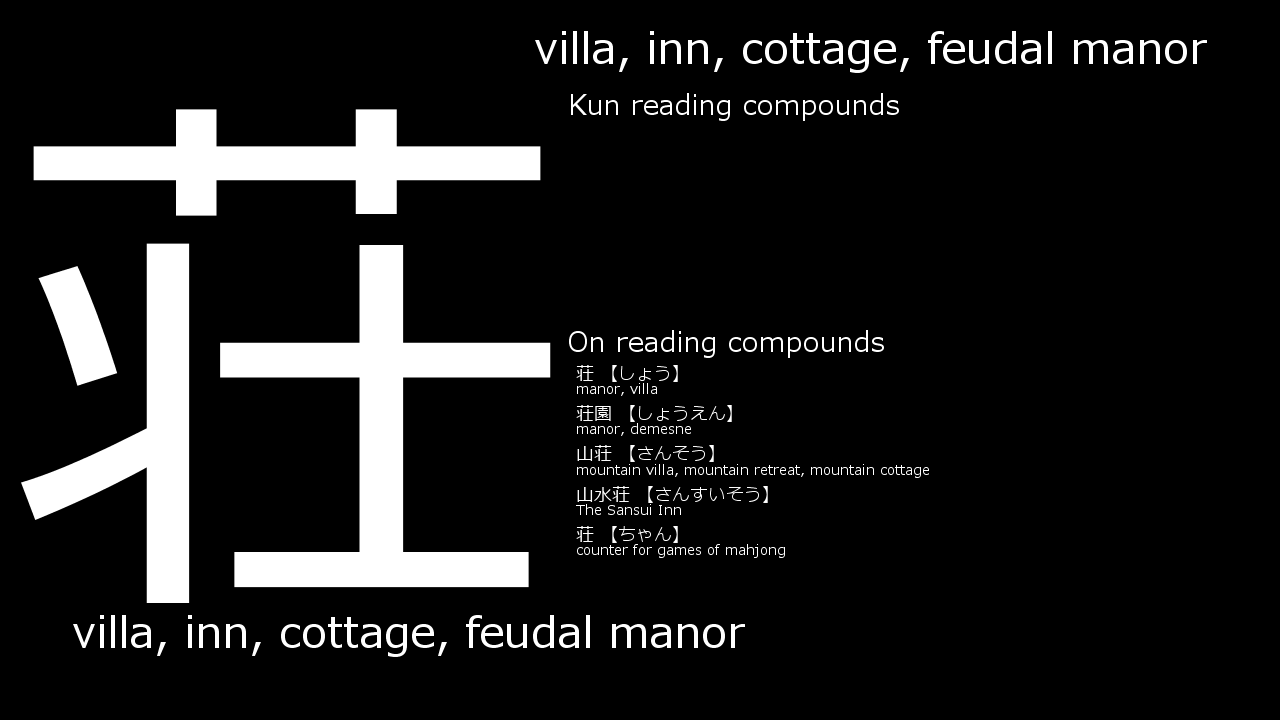 villa, inn, cottage, feudal manor
Kun reading compounds
荘
On reading compounds
荘 【しょう】
manor, villa
荘園 【しょうえん】
manor, demesne
山荘 【さんそう】
mountain villa, mountain retreat, mountain cottage
山水荘 【さんすいそう】
The Sansui Inn
荘 【ちゃん】
counter for games of mahjong
villa, inn, cottage, feudal manor